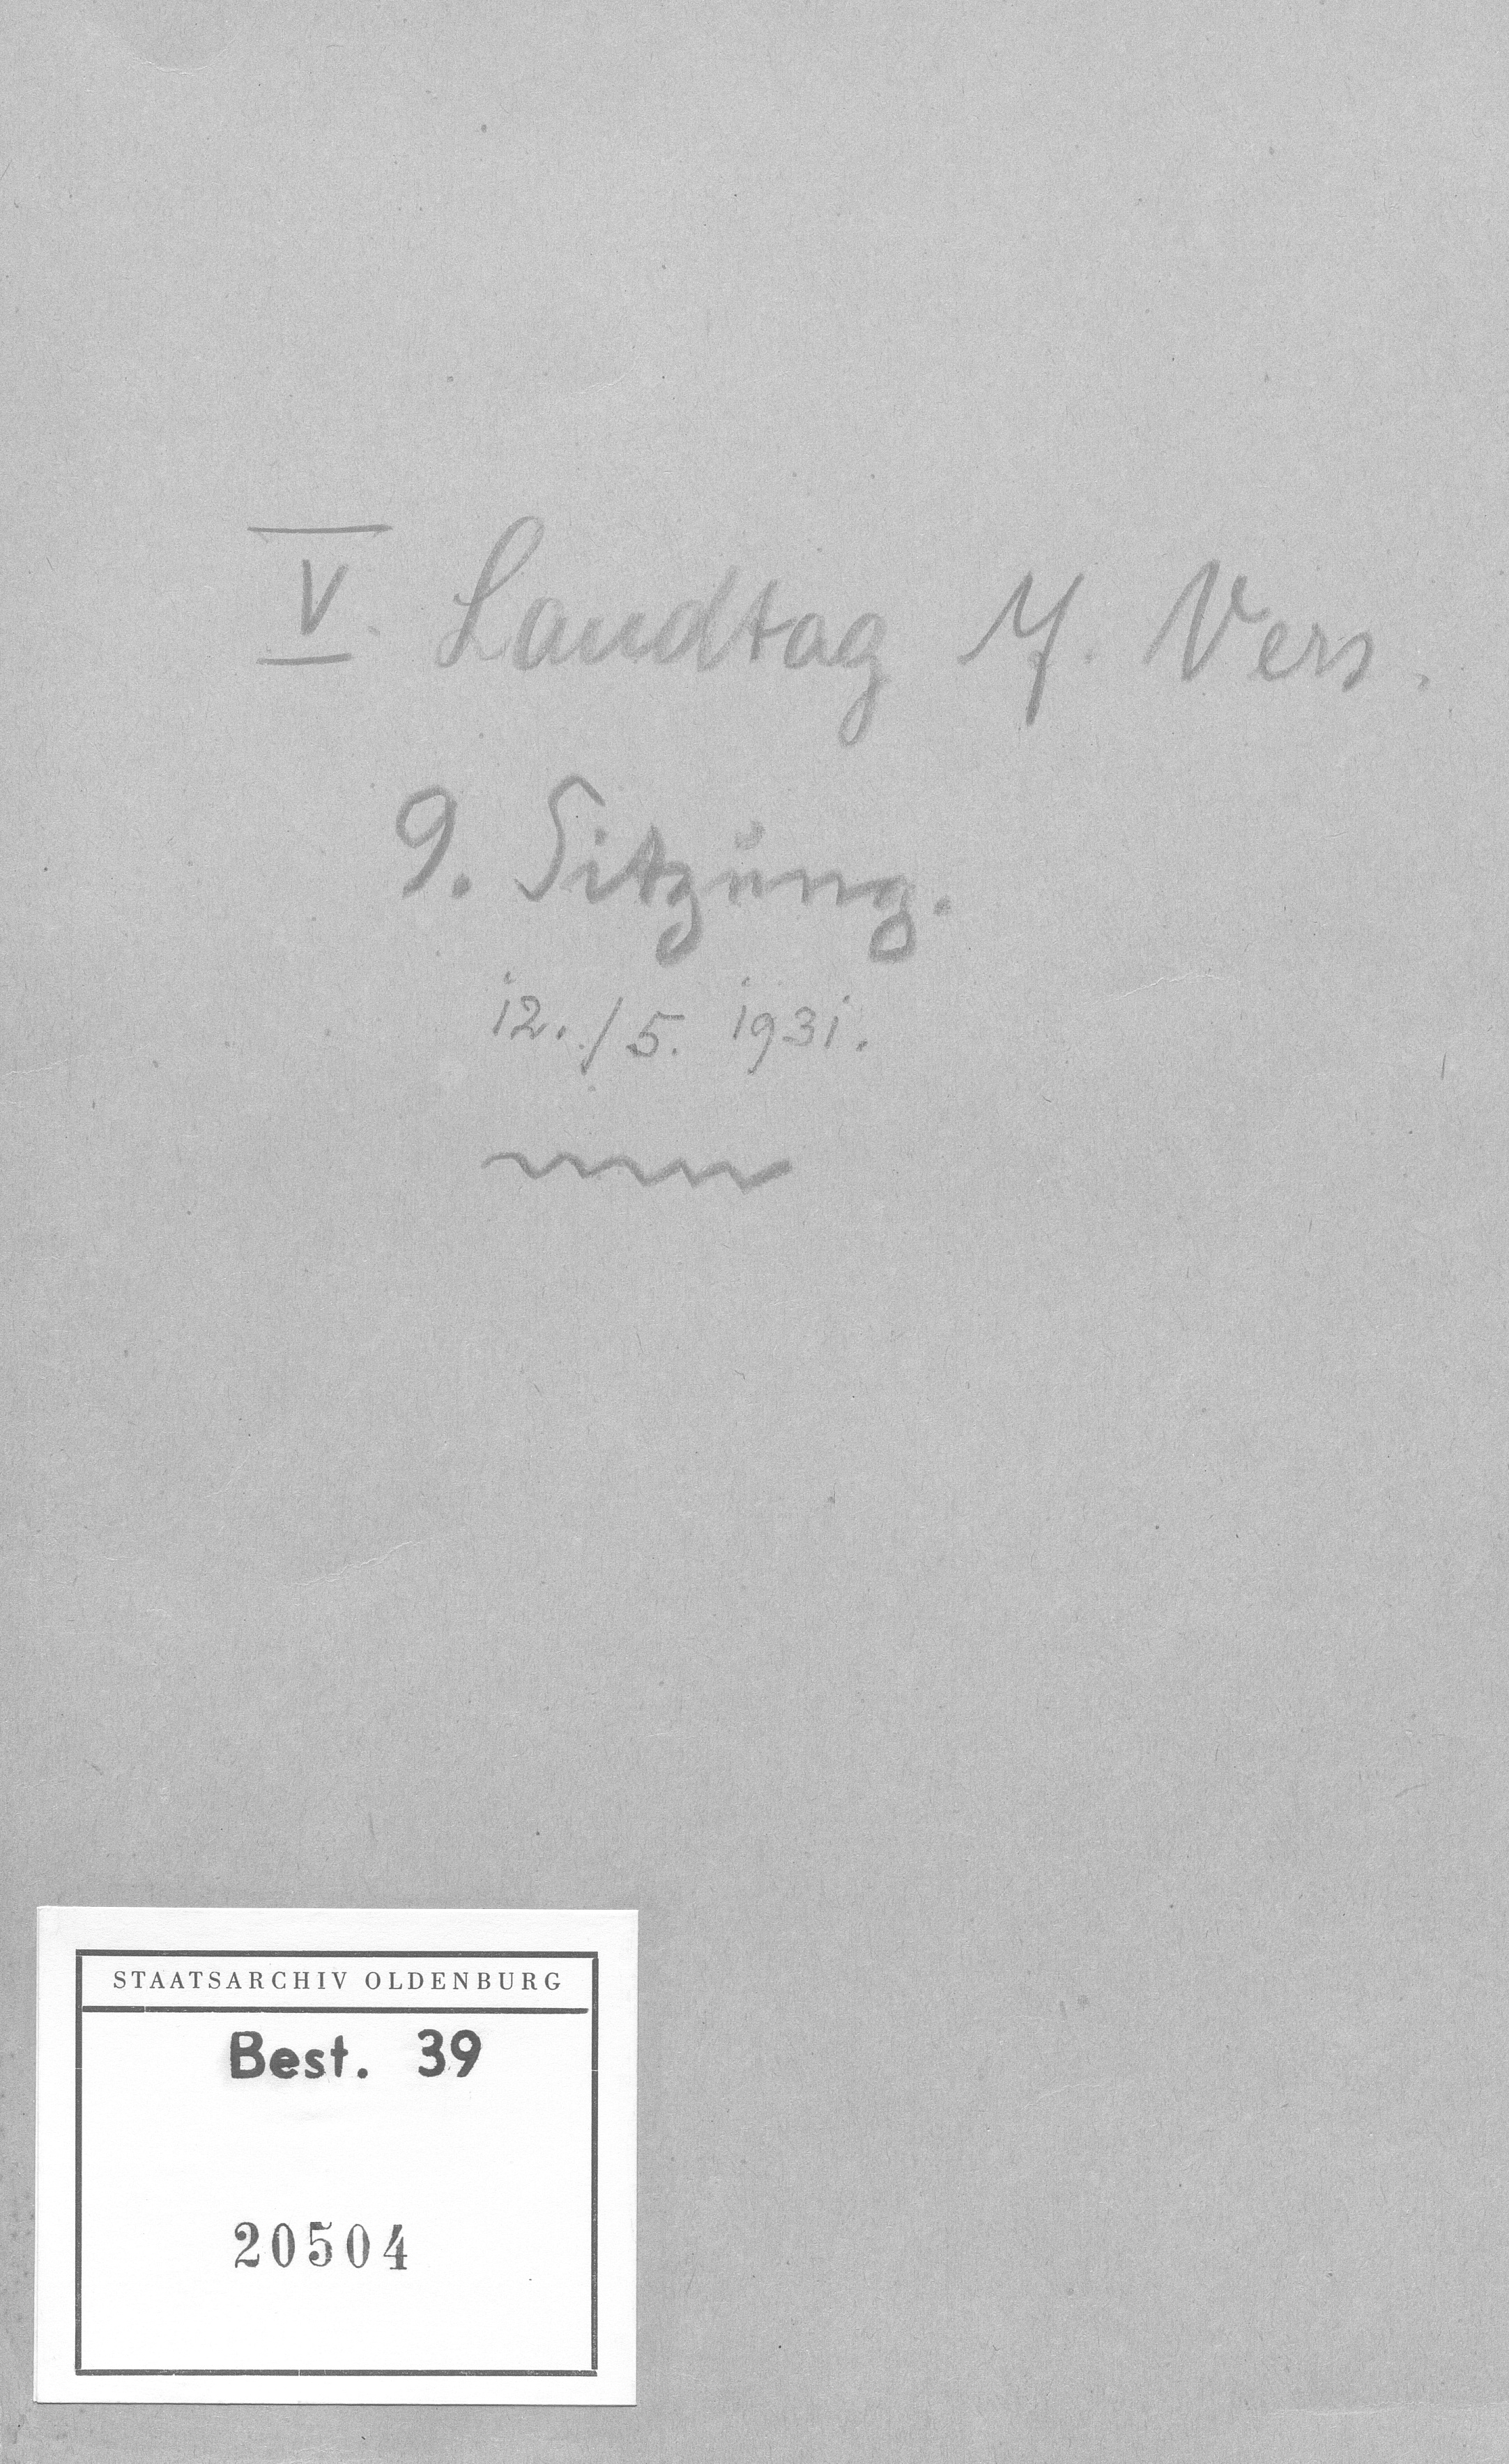 V. Landtag 4. Vers.
9. Sitzung.
12./5. 1931.
STAATSARCHIV OLDENBURG
Best. 39
20504